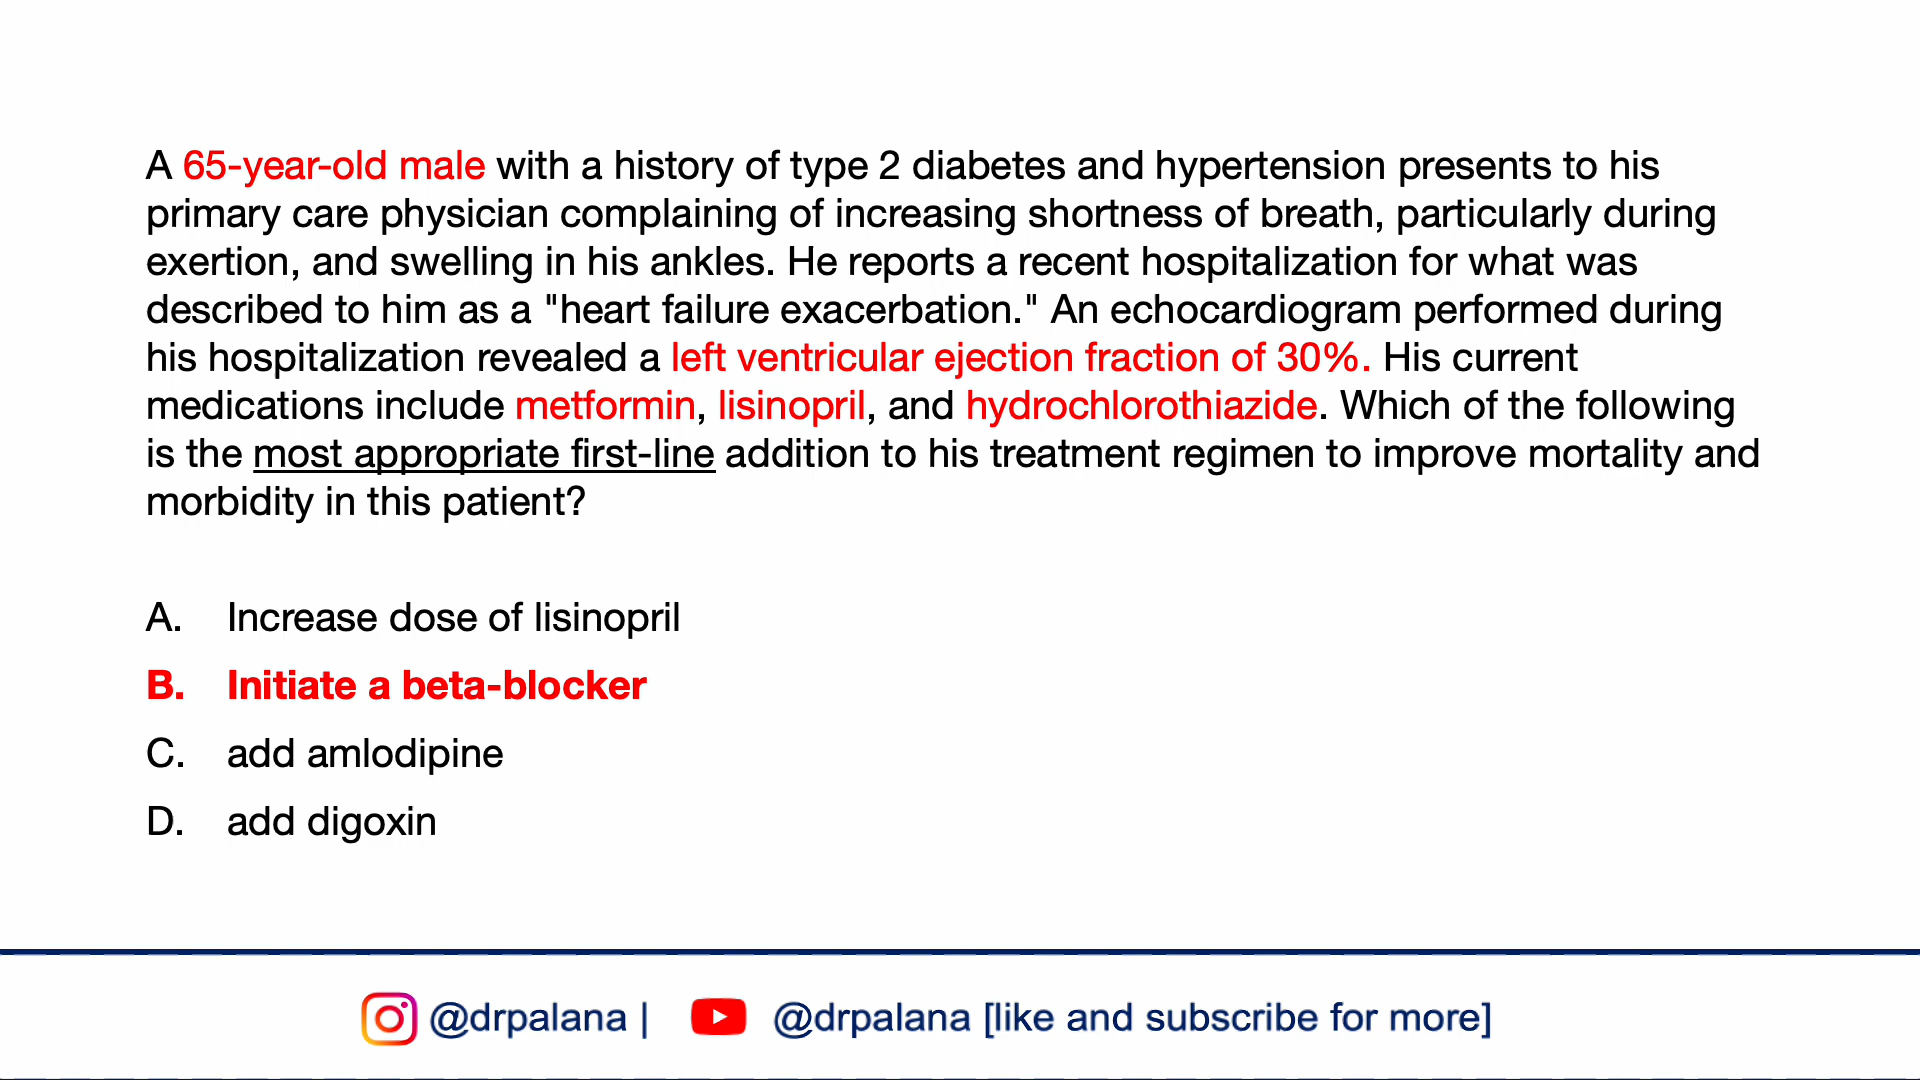 A 65-year-old male with a history of type 2 diabetes and hypertension presents to his
primary care physician complaining of increasing shortness of breath, particularly during
exertion, and swelling in his ankles. He reports a recent hospitalization for what was
described to him as a "heart failure exacerbation." An echocardiogram performed during
his hospitalization revealed a left ventricular ejection fraction of 30%. His current
medications include metformin, lisinopril, and hydrochlorothiazide. Which of the following
is the most appropriate first-line addition to his treatment regimen to improve mortality and
morbidity in this patient?
A. Increase dose of lisinopril
B. Initiate a beta-blocker
C. add amlodipine
D. add digoxin
@drpalana | @drpalana [like and subscribe for more]